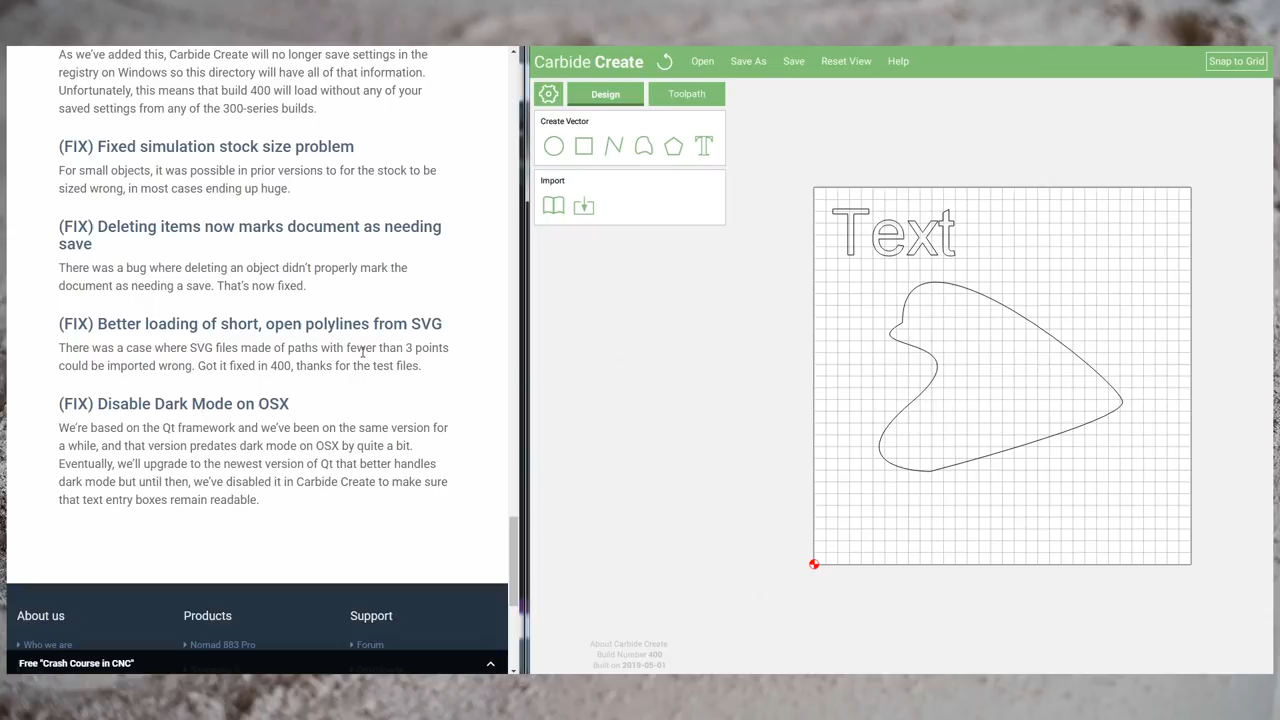 As we've added this, Carbide Create will no longer save settings in the
registry on Windows so this directory will have all of that information.
Unfortunately, this means that build 400 will load without any of your
saved settings from any of the 300-series builds.
(FIX) Fixed simulation stock size problem
For small objects, it was possible in prior versions to for the stock to be
sized wrong, in most cases ending up huge.
(FIX) Deleting items now marks document as needing
save
There was a bug where deleting an object didn't properly mark the
document as needing a save. That's now fixed.
(FIX) Better loading of short, open polylines from SVG
There was a case where SVG files made of paths with fewer than 3 points
could be imported wrong. Got it fixed in 400, thanks for the test files.
(FIX) Disable Dark Mode on OSX
We're based on the Qt framework and we've been on the same version for
a while, and that version predates dark mode on OSX by quite a bit.
Eventually, we'll upgrade to the newest version of Qt that better handles
dark mode but until then, we've disabled it in Carbide Create to make sure
that text entry boxes remain readable.
About us
Products
Support
Who we are
Nomad 883 Pro
Forum
Free "Crash Course in CNC"
Carbide Create
Open
Save As
Save
Reset View
Help
Snap to Grid
Design
Toolpath
Create Vector
Import
Text
About Carbide Create
Build Number 400
Built on 2019-05-01